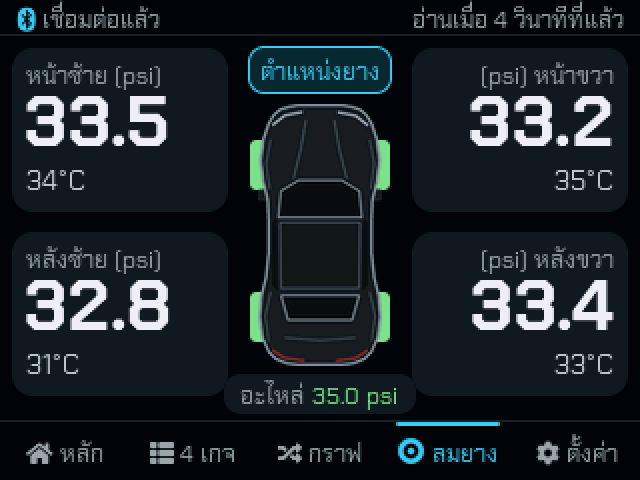 เชื่อมต่อแล้ว
อ่านเมื่อ 4 วินาทีที่แล้ว
หน้าซ้าย (psi)
33.5
34°C
ตำแหน่งยาง
(psi) หน้าขวา
33.2
35°C
หลังซ้าย (psi)
32.8
31°C
(psi) หลังขวา
33.4
33°C
อะไหล่ 35.0 psi
หลัก
4 เกจ
กราฟ
ลมยาง
ตั้งค่า